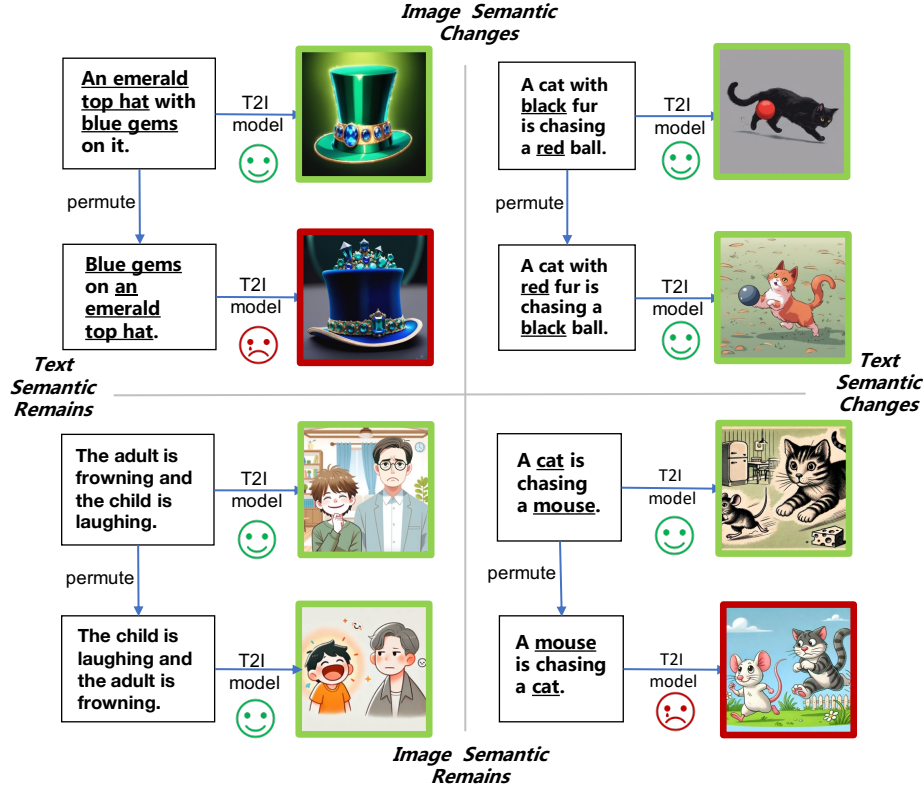 Image Semantic
Changes
An emerald
top hat with
blue gems
on it.
T2I
model
permute
Blue gems
on an
emerald
top hat.
T2I
model
A cat with
black fur
is chasing
a red ball.
T2I
model
permute
A cat with
red fur is
chasing a
black ball.
T2I
model
Text
Semantic
Remains
Text
Semantic
Changes
The adult is
frowning and
the child is
laughing.
T2I
model
permute
The child is
laughing and
the adult is
frowning.
T2I
model
A cat is
chasing
a mouse.
T2I
model
permute
A mouse
is chasing
a cat.
T2I
model
Image Semantic
Remains